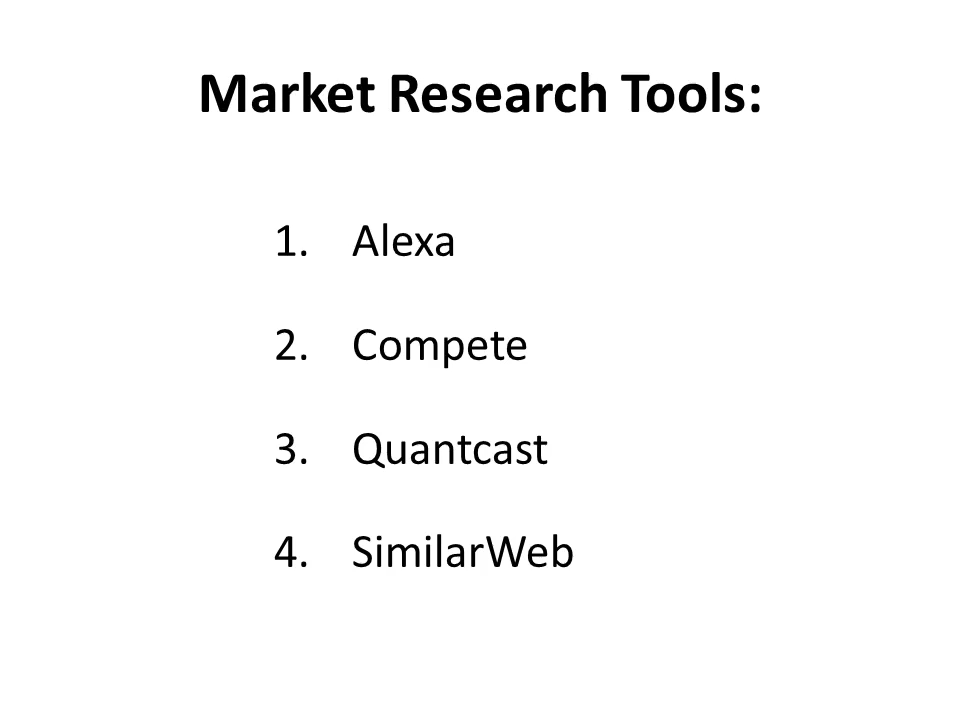 Market Research Tools:
1. Alexa
2. Compete
3. Quantcast
4. SimilarWeb